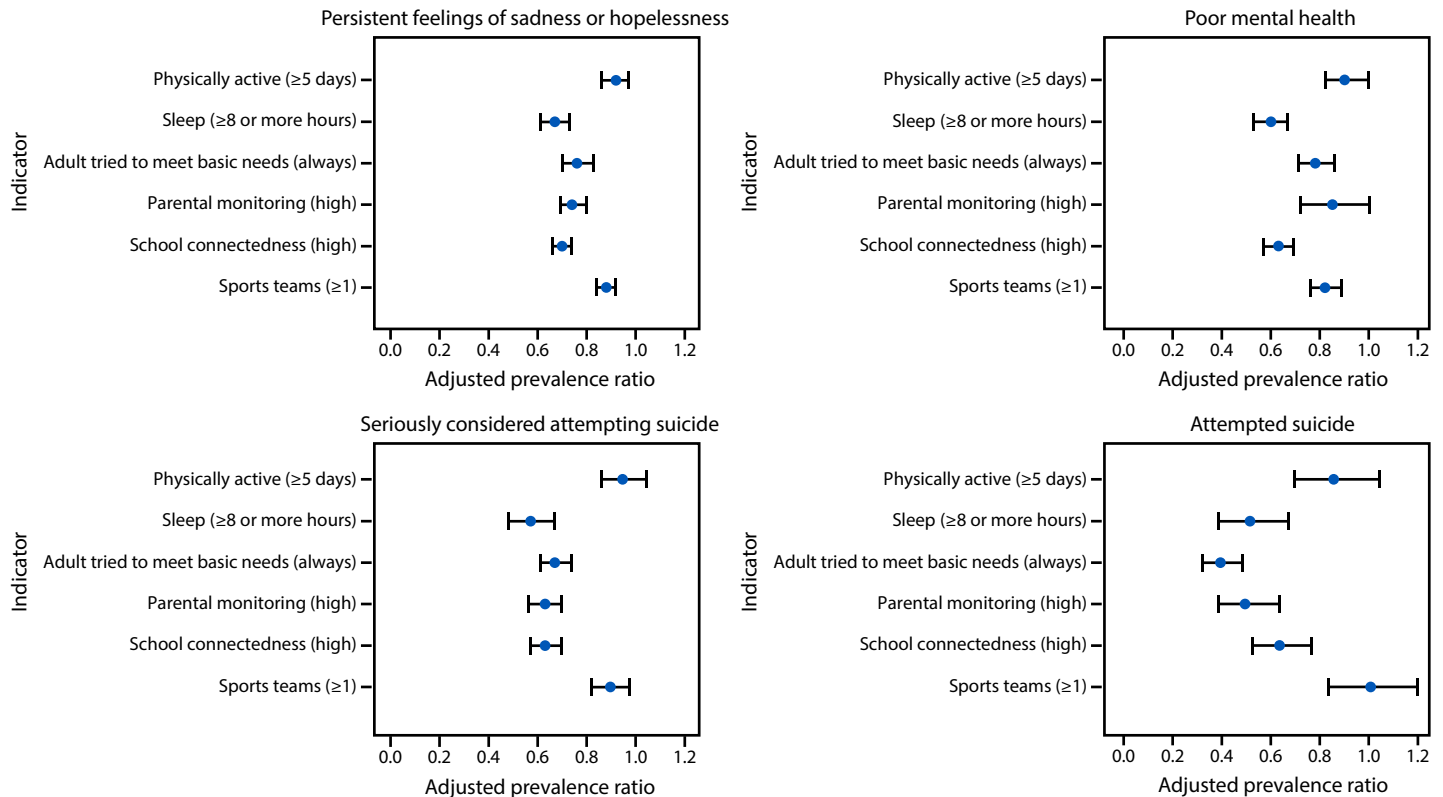 Persistent feelings of sadness or hopelessness
Indicator
Physically active (≥5 days)
Sleep (≥8 or more hours)
Adult tried to meet basic needs (always)
Parental monitoring (high)
School connectedness (high)
Sports teams (≥1)
0.0 0.2 0.4 0.6 0.8 1.0 1.2
Adjusted prevalence ratio
Poor mental health
Indicator
Physically active (≥5 days)
Sleep (≥8 or more hours)
Adult tried to meet basic needs (always)
Parental monitoring (high)
School connectedness (high)
Sports teams (≥1)
0.0 0.2 0.4 0.6 0.8 1.0 1.2
Adjusted prevalence ratio
Seriously considered attempting suicide
Indicator
Physically active (≥5 days)
Sleep (≥8 or more hours)
Adult tried to meet basic needs (always)
Parental monitoring (high)
School connectedness (high)
Sports teams (≥1)
0.0 0.2 0.4 0.6 0.8 1.0 1.2
Adjusted prevalence ratio
Attempted suicide
Indicator
Physically active (≥5 days)
Sleep (≥8 or more hours)
Adult tried to meet basic needs (always)
Parental monitoring (high)
School connectedness (high)
Sports teams (≥1)
0.0 0.2 0.4 0.6 0.8 1.0 1.2
Adjusted prevalence ratio